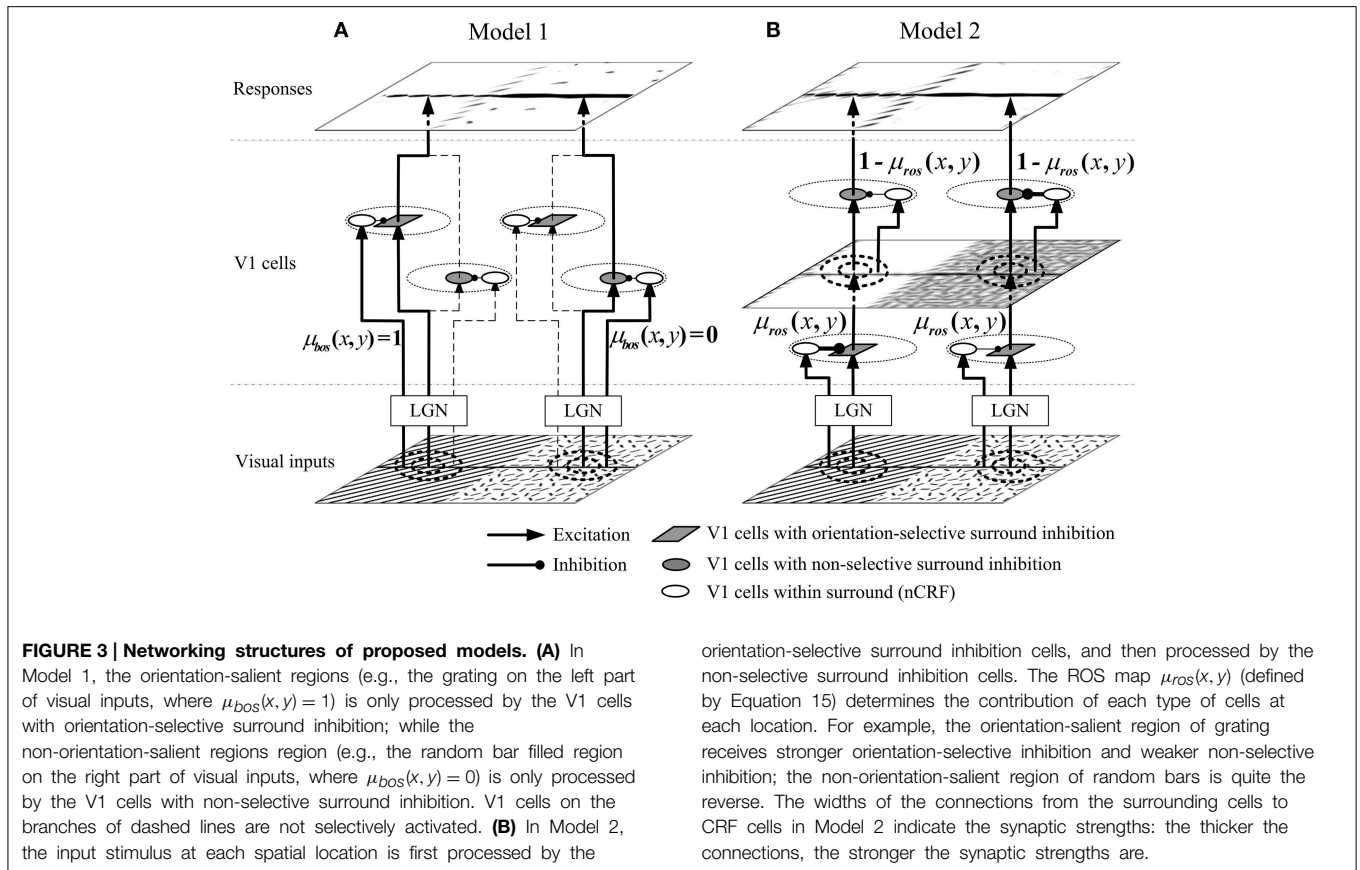 A Model 1
B Model 2
Responses
1 - μros(x, y)
1 - μros(x, y)
V1 cells
μbos(x, y)=1
μbos(x, y)=0
μros(x, y)
μros(x, y)
LGN
LGN
LGN
LGN
Visual inputs
Excitation
V1 cells with orientation-selective surround inhibition
Inhibition
V1 cells with non-selective surround inhibition
V1 cells within surround (nCRF)
FIGURE 3 | Networking structures of proposed models. (A) In
Model 1, the orientation-salient regions (e.g., the grating on the left part
of visual inputs, where μbos(x, y) = 1) is only processed by the V1 cells
with orientation-selective surround inhibition; while the
non-orientation-salient regions region (e.g., the random bar filled region
on the right part of visual inputs, where μbos(x, y) = 0) is only processed
by the V1 cells with non-selective surround inhibition. V1 cells on the
branches of dashed lines are not selectively activated. (B) In Model 2,
the input stimulus at each spatial location is first processed by the
orientation-selective surround inhibition cells, and then processed by the
non-selective surround inhibition cells. The ROS map μros(x, y) (defined
by Equation 15) determines the contribution of each type of cells at
each location. For example, the orientation-salient region of grating
receives stronger orientation-selective inhibition and weaker non-selective
inhibition; the non-orientation-salient region of random bars is quite the
reverse. The widths of the connections from the surrounding cells to
CRF cells in Model 2 indicate the synaptic strengths: the thicker the
connections, the stronger the synaptic strengths are.